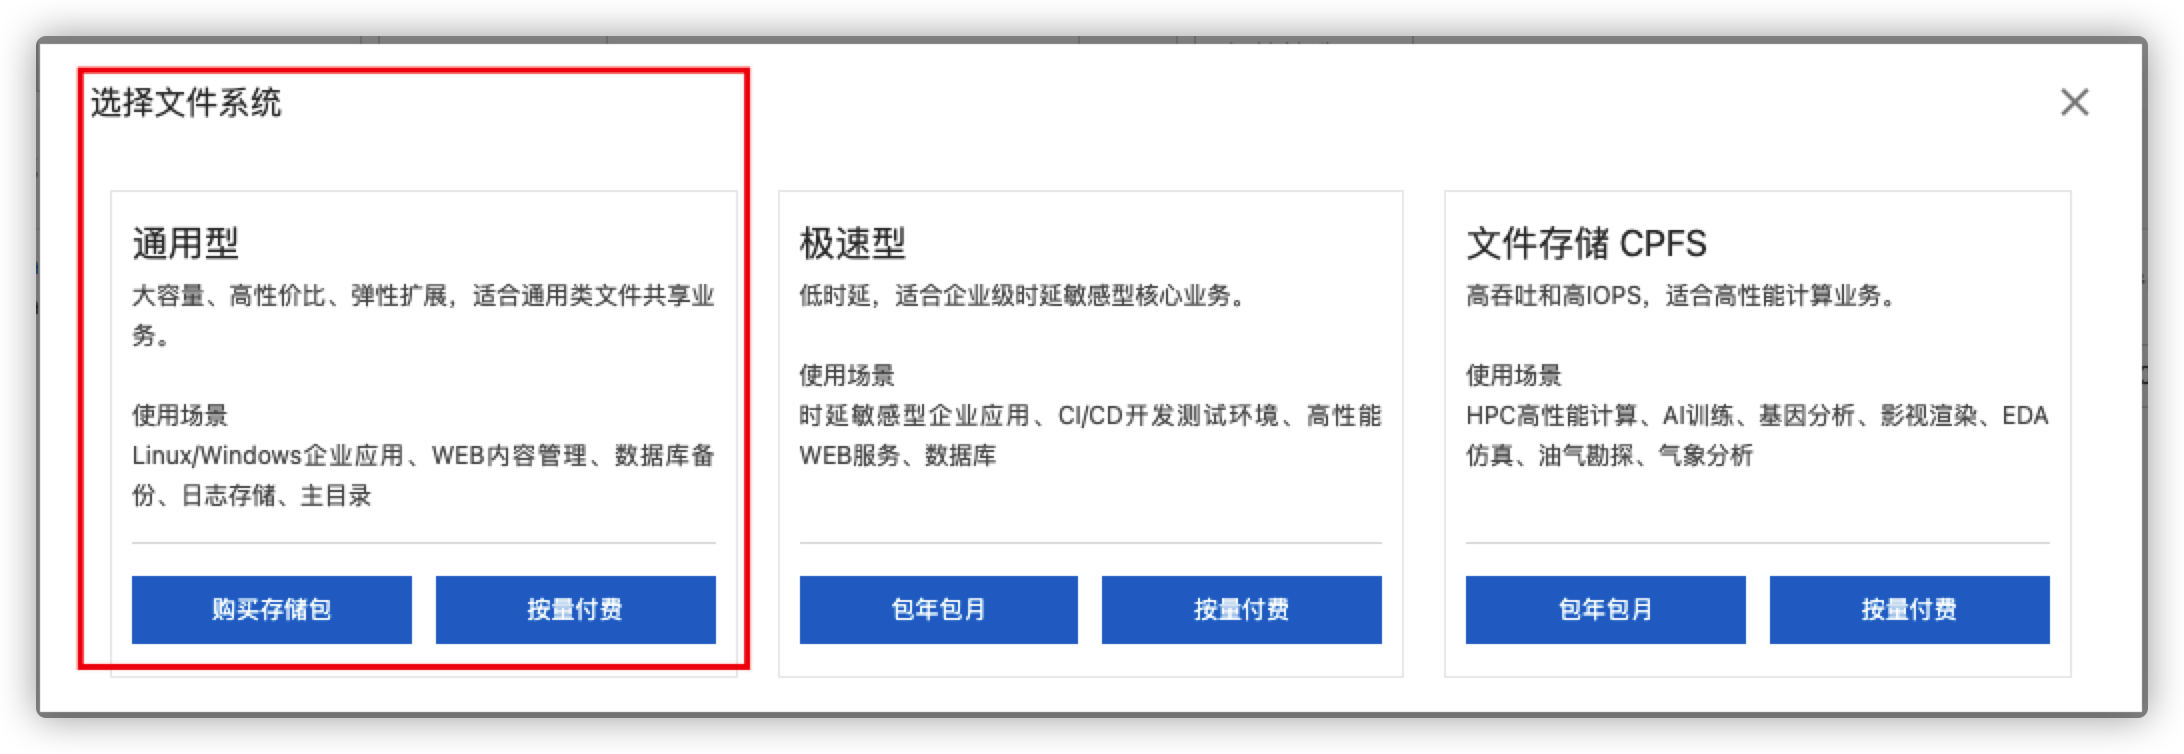 选择文件系统
通用型
大容量、高性价比、弹性扩展，适合通用类文件共享业
务。
使用场景
Linux/Windows企业应用、WEB内容管理、数据库备
份、日志存储、主目录
购买存储包
按量付费
极速型
低时延，适合企业级时延敏感型核心业务。
使用场景
时延敏感型企业应用、CI/CD开发测试环境、高性能
WEB服务、数据库
包年包月
按量付费
文件存储 CPFS
高吞吐和高IOPS，适合高性能计算业务。
使用场景
HPC高性能计算、AI训练、基因分析、影视渲染、EDA
仿真、油气勘探、气象分析
包年包月
按量付费